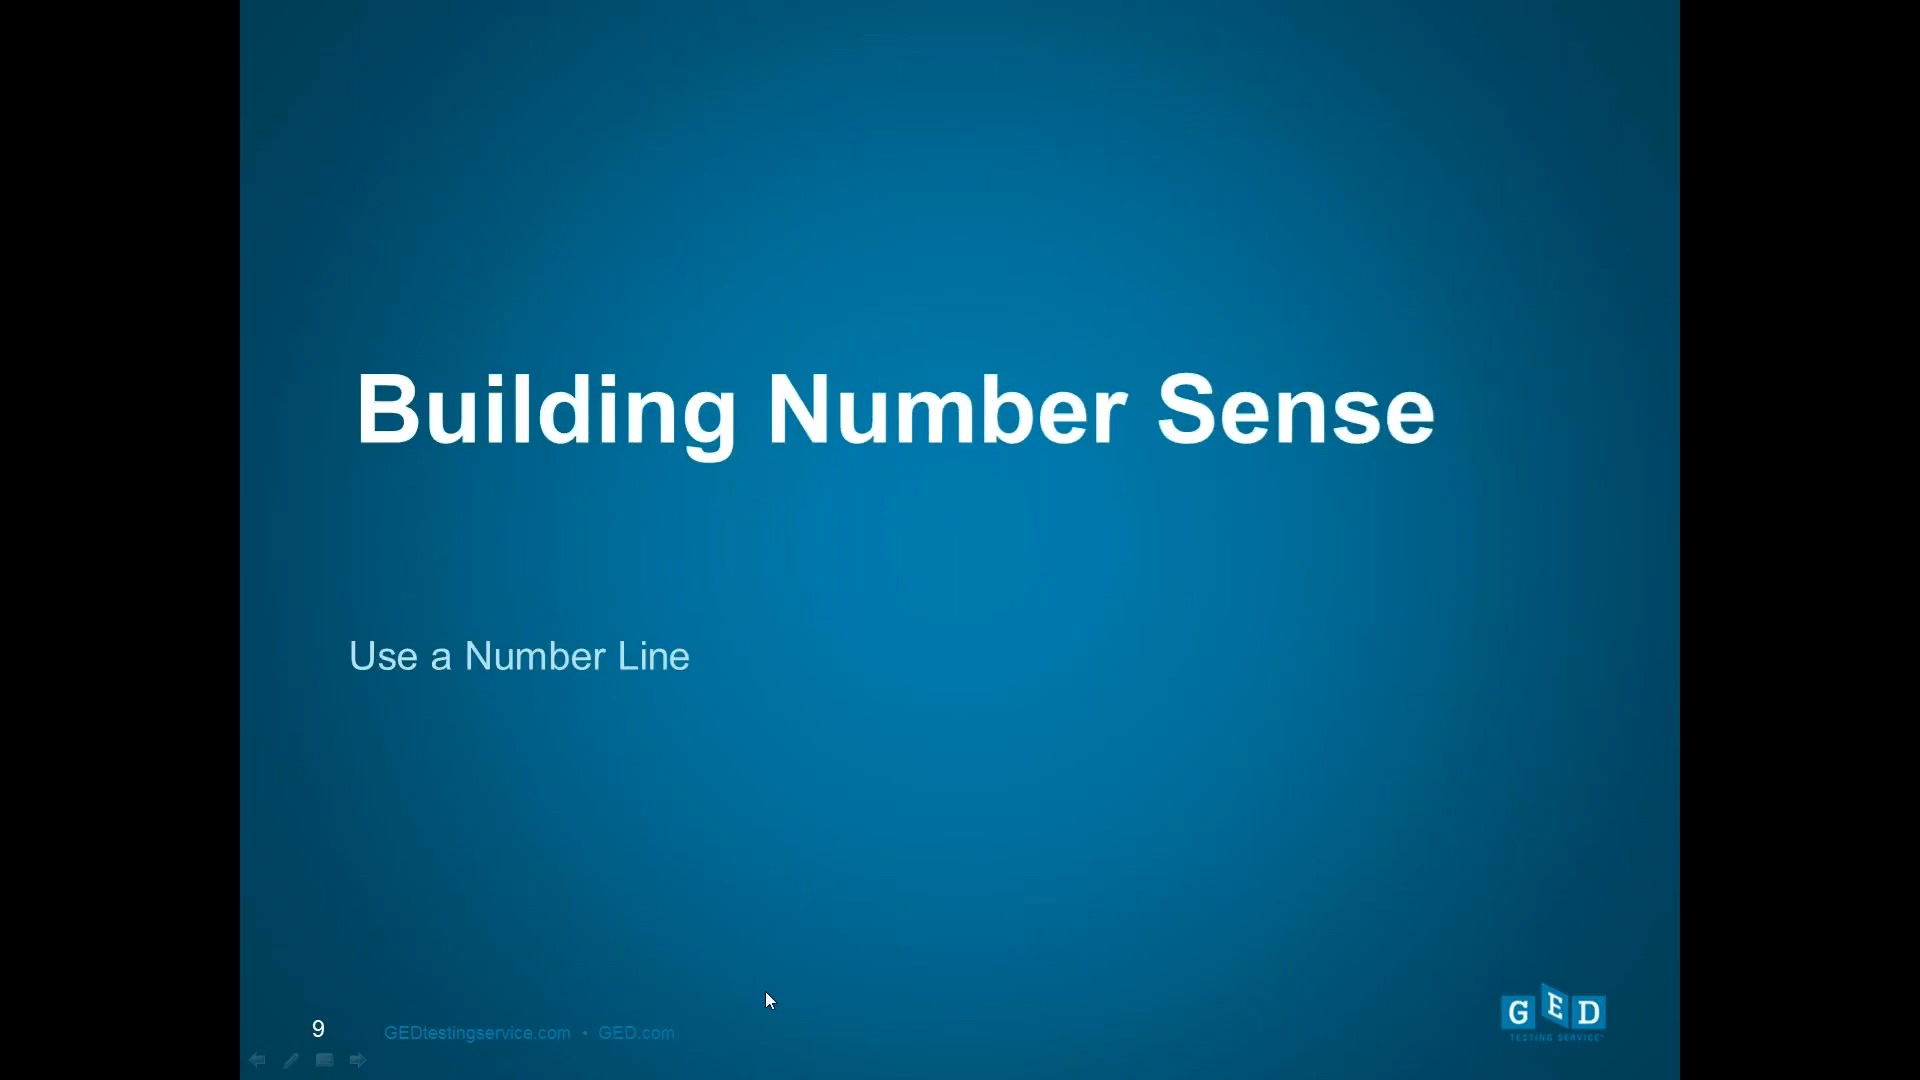 Building Number Sense
Use a Number Line
9
GEDtestingservice.com • GED.com
GED
TESTING SERVICE